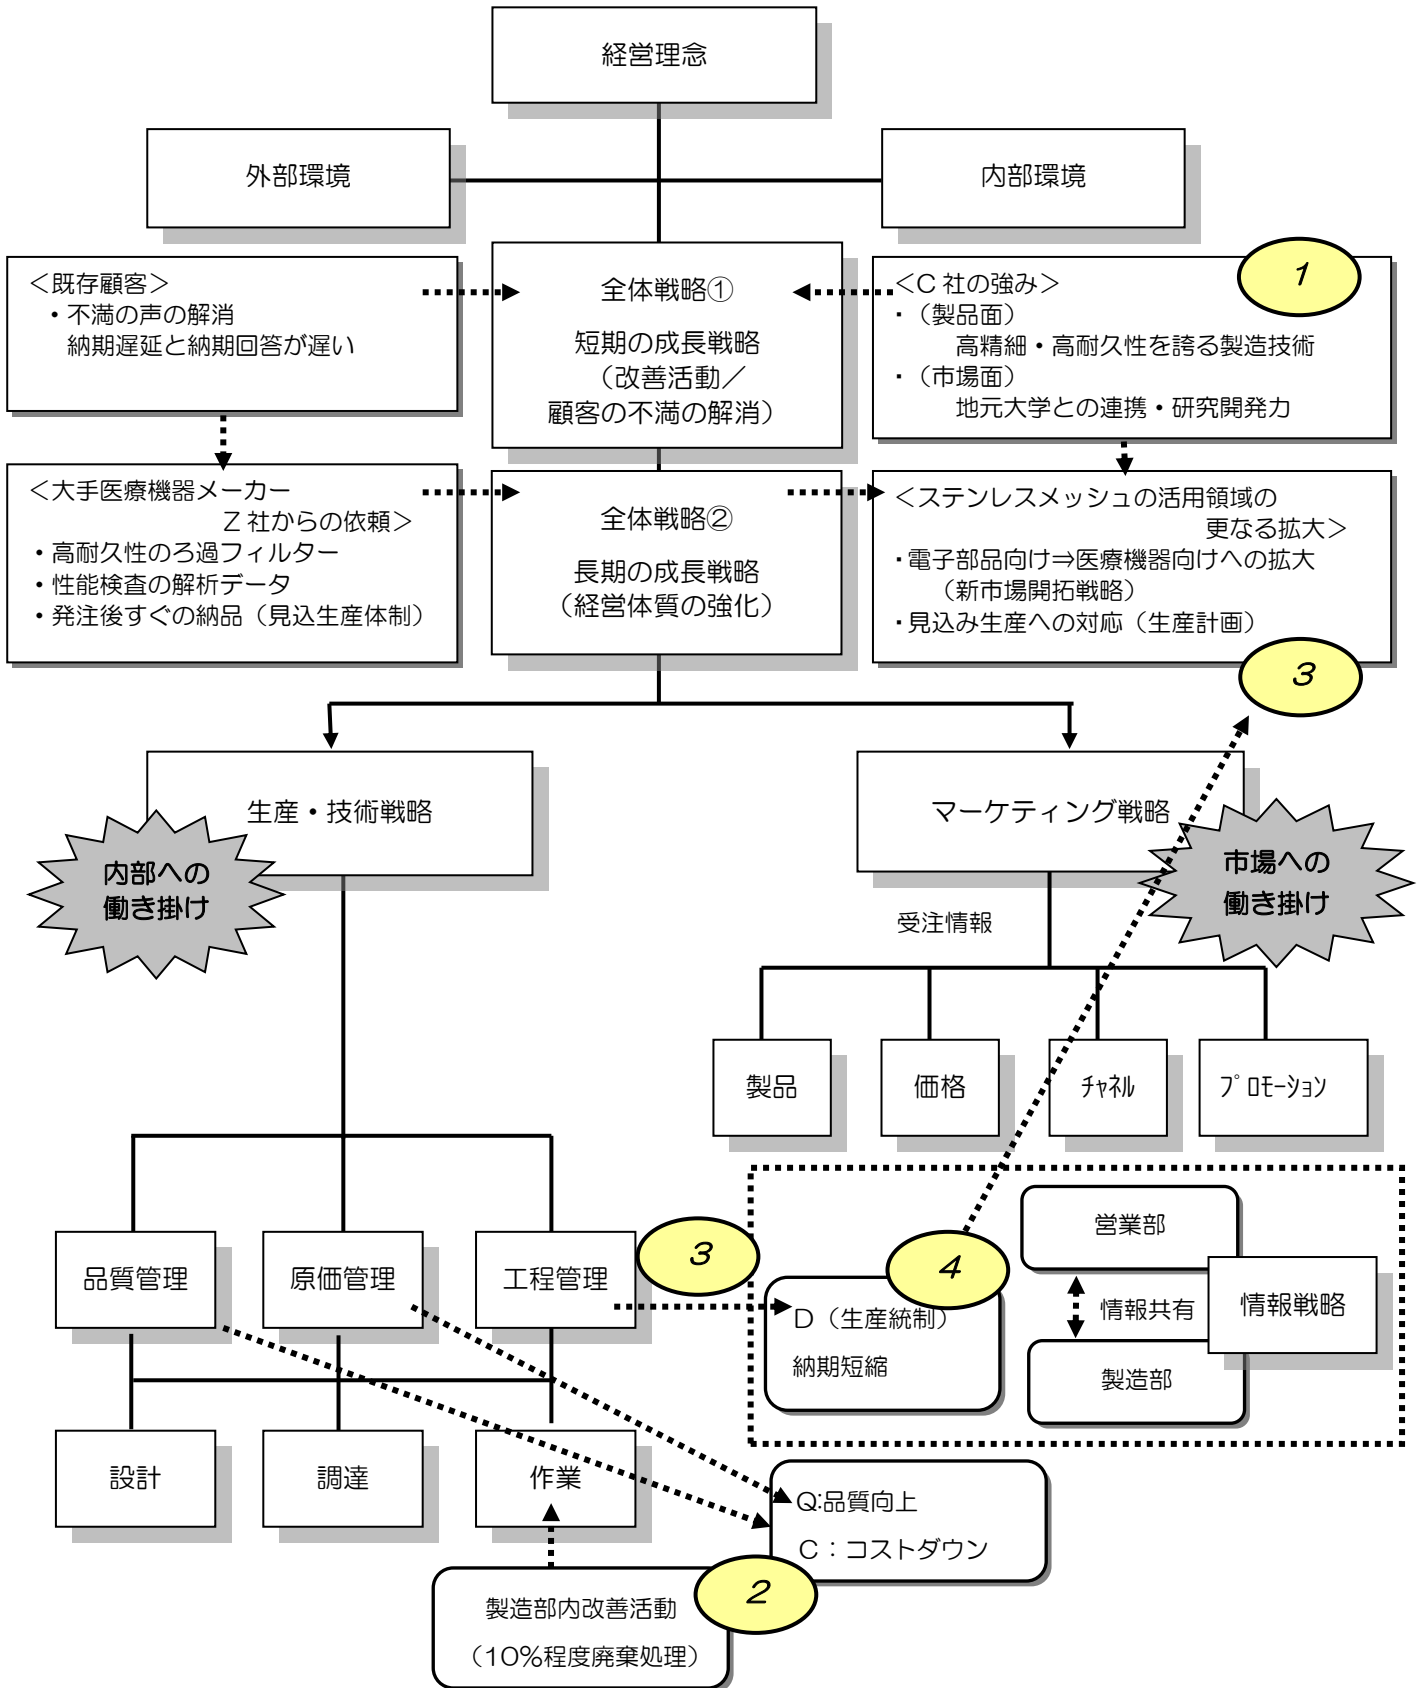 経営理念
外部環境
内部環境
＜既存顧客＞
・不満の声の解消
納期遅延と納期回答が遅い
全体戦略①
短期の成長戦略
（改善活動／
顧客の不満の解消）
1
＜C 社の強み＞
・（製品面）
高精細・高耐久性を誇る製造技術
・（市場面）
地元大学との連携・研究開発力
＜大手医療機器メーカー
Z 社からの依頼＞
・高耐久性のろ過フィルター
・性能検査の解析データ
・発注後すぐの納品（見込生産体制）
全体戦略②
長期の成長戦略
（経営体質の強化）
＜ステンレスメッシュの活用領域の
更なる拡大＞
・電子部品向け⇒医療機器向けへの拡大
（新市場開拓戦略）
・見込み生産への対応（生産計画）
3
生産・技術戦略
内部への
働き掛け
マーケティング戦略
市場への
働き掛け
受注情報
製品
価格
ﾁｬﾈﾙ
ﾌﾟﾛﾓｰｼｮﾝ
品質管理
原価管理
工程管理
3
4
D（生産統制）
納期短縮
営業部
情報共有
製造部
情報戦略
設計
調達
作業
Q:品質向上
C：コストダウン
2
製造部内改善活動
（10％程度廃棄処理）